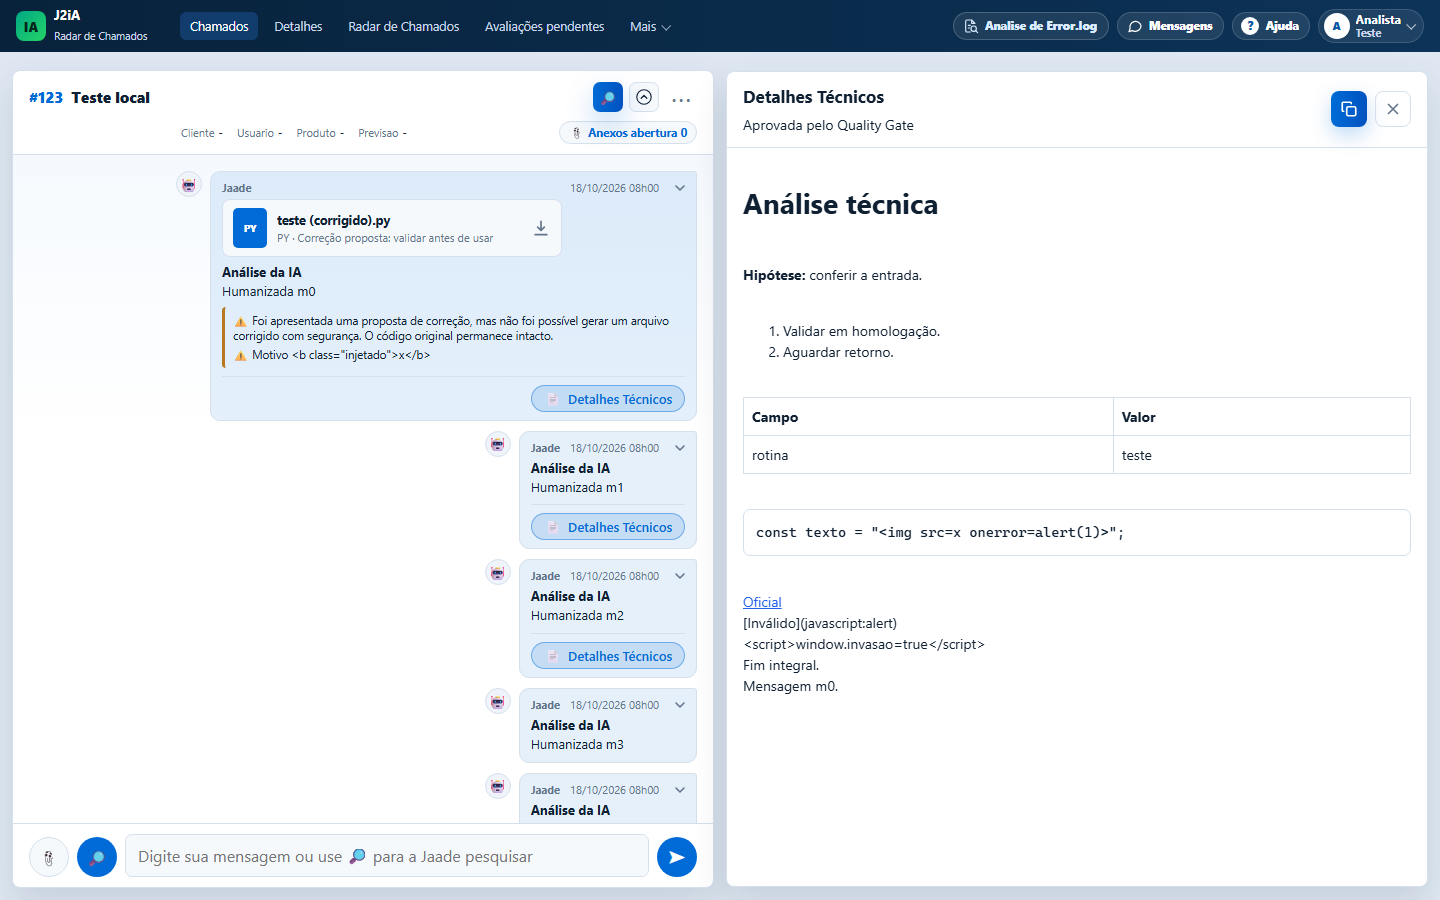 IA
J2iA
Radar de Chamados
Chamados
Detalhes
Radar de Chamados
Avaliações pendentes
Mais
Analise de Error.log
Mensagens
? Ajuda
A
Analista
Teste
#123 Teste local
...
Cliente -
Usuario -
Produto -
Previsao -
Anexos abertura 0
Jaade
18/10/2026 08h00
PY
teste (corrigido).py
PY · Correção proposta: validar antes de usar
Análise da IA
Humanizada m0
Foi apresentada uma proposta de correção, mas não foi possível gerar um arquivo
corrigido com segurança. O código original permanece intacto.
Motivo <b class="injetado">x</b>
Detalhes Técnicos
Jaade 18/10/2026 08h00
Análise da IA
Humanizada m1
Detalhes Técnicos
Jaade 18/10/2026 08h00
Análise da IA
Humanizada m2
Detalhes Técnicos
Jaade 18/10/2026 08h00
Análise da IA
Humanizada m3
Jaade 18/10/2026 08h00
Análise da IA
Digite sua mensagem ou use 🔎 para a Jaade pesquisar
Detalhes Técnicos
Aprovada pelo Quality Gate
Análise técnica
Hipótese: conferir a entrada.
1. Validar em homologação.
2. Aguardar retorno.
Campo Valor
rotina teste
const texto = "<img src=x onerror=alert(1)>";
Oficial
[Inválido](javascript:alert)
<script>window.invasao=true</script>
Fim integral.
Mensagem m0.